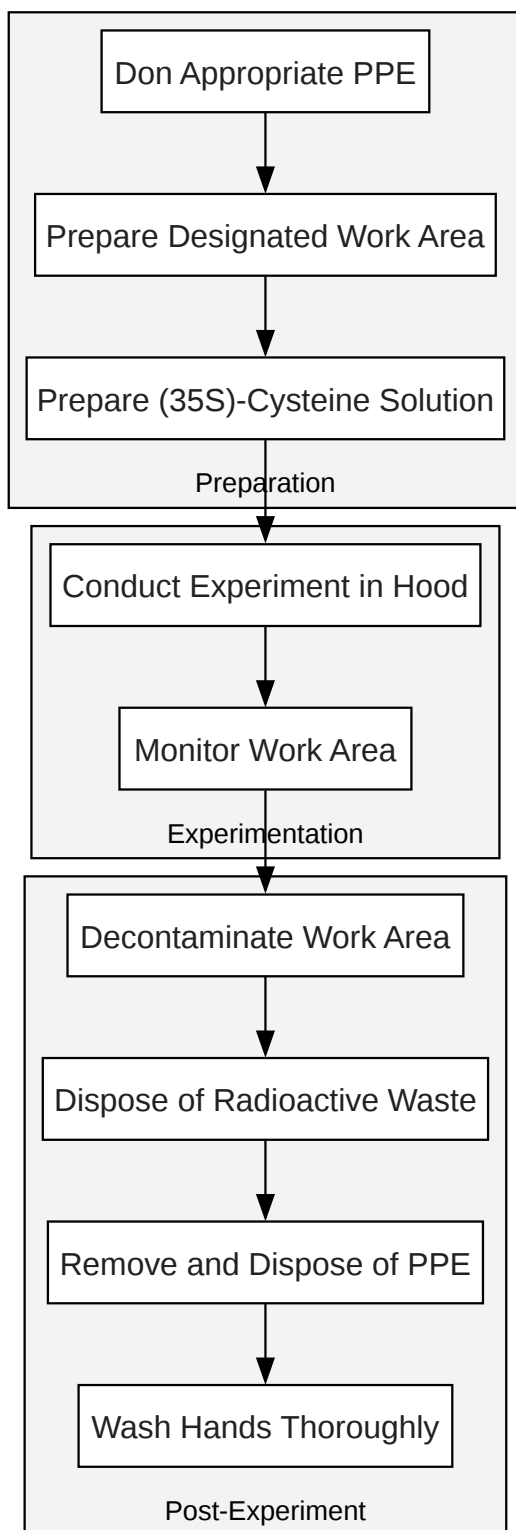 Don Appropriate PPE
Prepare Designated Work Area
Prepare (35S)-Cysteine Solution
Preparation
Conduct Experiment in Hood
Monitor Work Area
Experimentation
Decontaminate Work Area
Dispose of Radioactive Waste
Remove and Dispose of PPE
Wash Hands Thoroughly
Post-Experiment